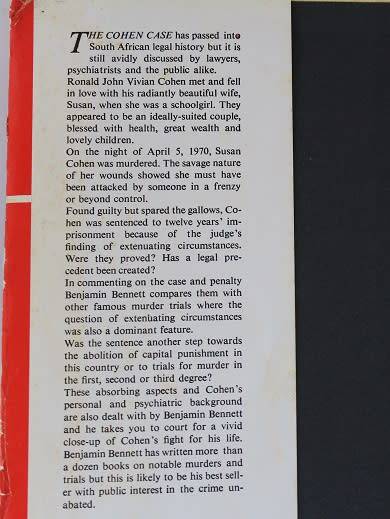 THE COHEN CASE has passed into
South African legal history but it is
still avidly discussed by lawyers,
psychiatrists and the public alike.
Ronald John Vivian Cohen met and fell
in love with his radiantly beautiful wife,
Susan, when she was a schoolgirl. They
appeared to be an ideally-suited couple,
blessed with health, great wealth and
lovely children.
On the night of April 5, 1970, Susan
Cohen was murdered. The savage nature
of her wounds showed she must have
been attacked by someone in a frenzy
or beyond control.
Found guilty but spared the gallows, Co-
hen was sentenced to twelve years' im-
prisonment because of the judge's
finding of extenuating circumstances.
Were they proved? Has a legal pre-
cedent been created?
In commenting on the case and penalty
Benjamin Bennett compares them with
other famous murder trials where the
question of extenuating circumstances
was also a dominant feature.
Was the sentence another step towards
the abolition of capital punishment in
this country or to trials for murder in
the first, second or third degree?
These absorbing aspects and Cohen's
personal and psychiatric background
are also dealt with by Benjamin Bennett
and he takes you to court for a vivid
close-up of Cohen's fight for his life.
Benjamin Bennett has written more than
a dozen books on notable murders and
trials but this is likely to be his best sell-
er with public interest in the crime un-
abated.